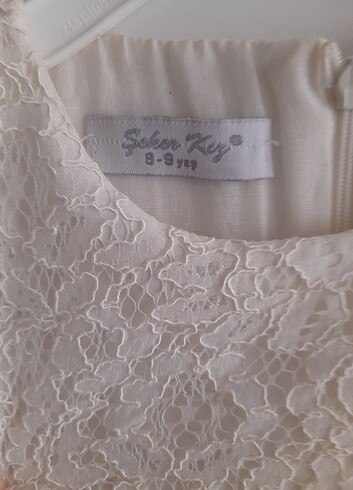 Şeker Kız®
8-9 yaş